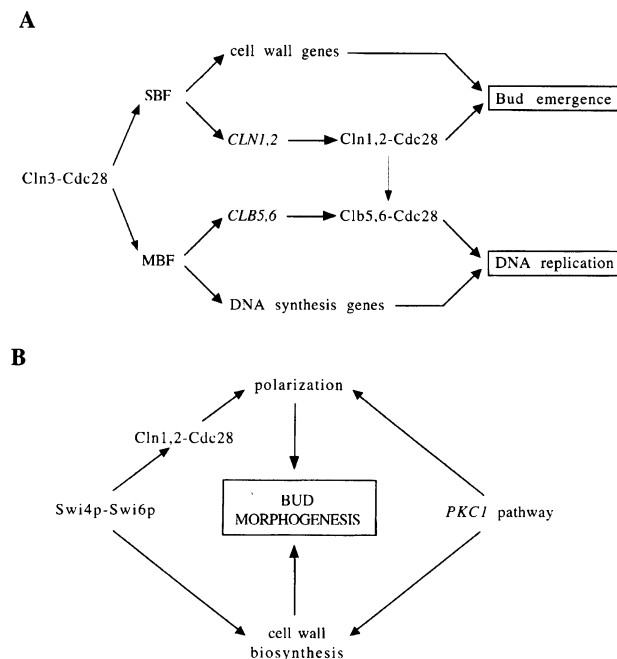 A
cell wall genes
SBF
Bud emergence
CLN1,2
Cln1,2-Cdc28
Cln3-Cdc28
CLB5,6
Clb5,6-Cdc28
MBF
DNA replication
DNA synthesis genes
B
polarization
Cln1,2-Cdc28
BUD
MORPHOGENESIS
Swi4p-Swi6p
PKC1 pathway
cell wall
biosynthesis